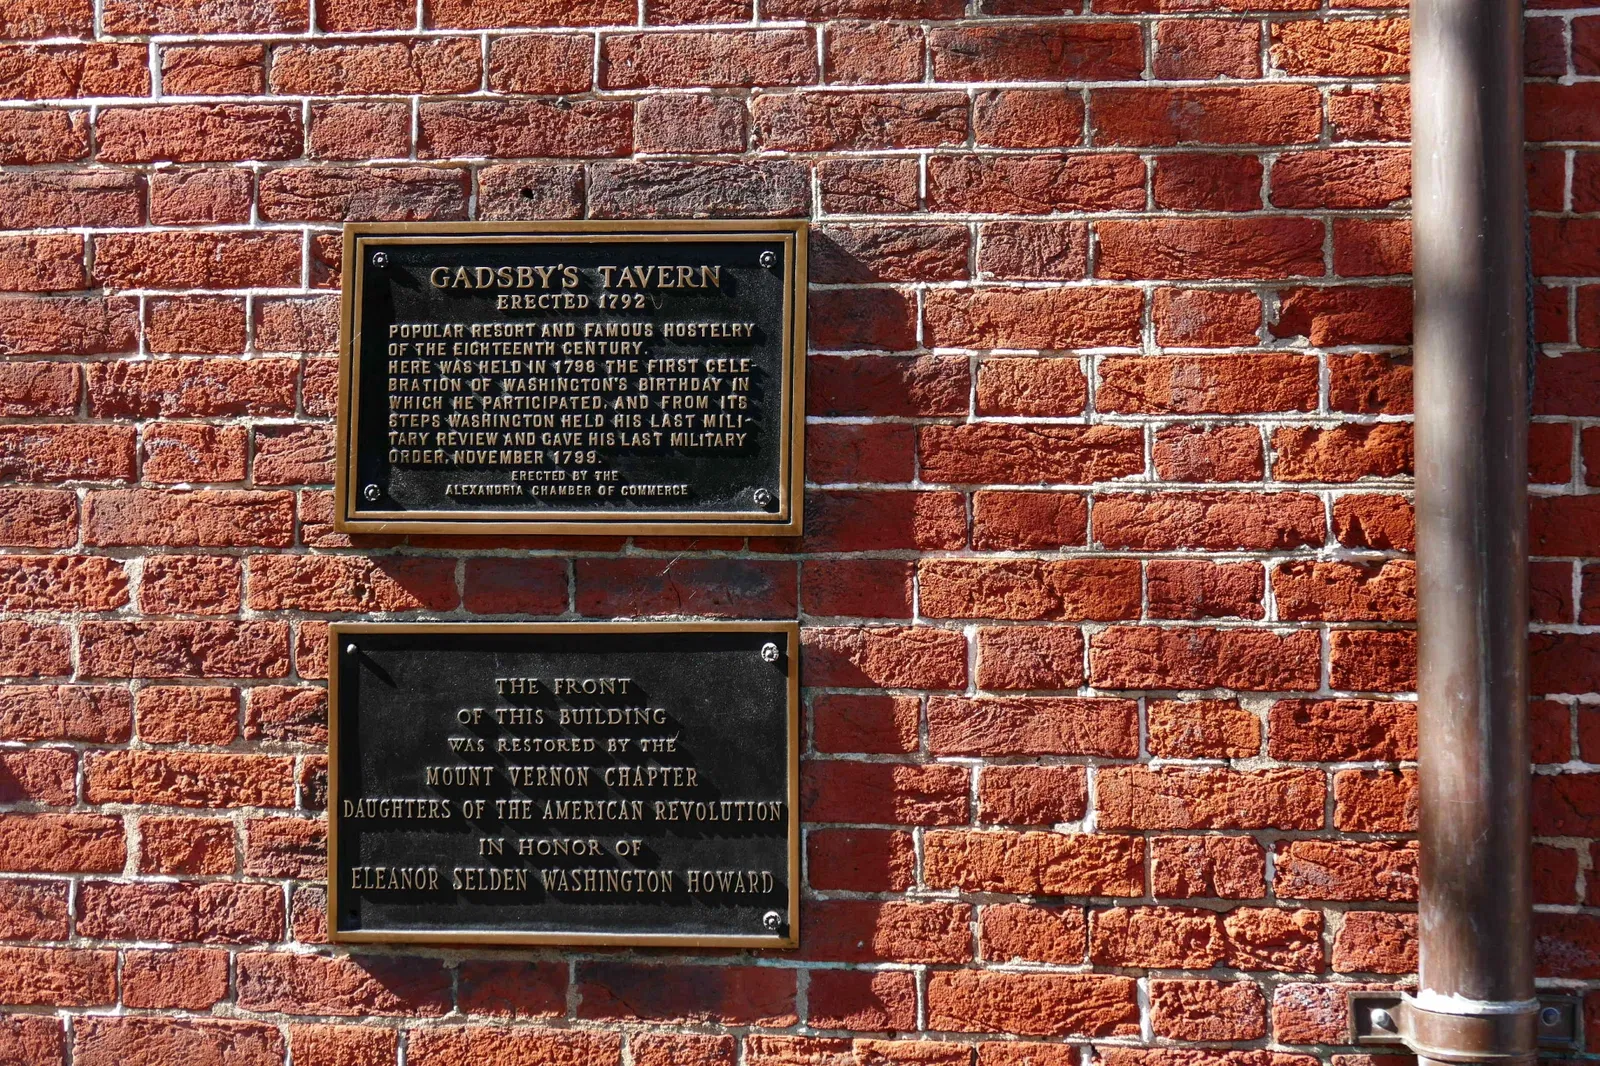 GADSBY'S TAVERN
ERECTED 1792
POPULAR RESORT AND FAMOUS HOSTELRY
OF THE EIGHTEENTH CENTURY.
HERE WAS HELD IN 1798 THE FIRST CELE-
BRATION OF WASHINGTON'S BIRTHDAY IN
WHICH HE PARTICIPATED, AND FROM ITS
STEPS WASHINGTON HELD HIS LAST MILI-
TARY REVIEW AND GAVE HIS LAST MILITARY
ORDER, NOVEMBER 1799.
ERECTED BY THE
ALEXANDRIA CHAMBER OF COMMERCE
THE FRONT
OF THIS BUILDING
WAS RESTORED BY THE
MOUNT VERNON CHAPTER
DAUGHTERS OF THE AMERICAN REVOLUTION
IN HONOR OF
ELEANOR SELDEN WASHINGTON HOWARD